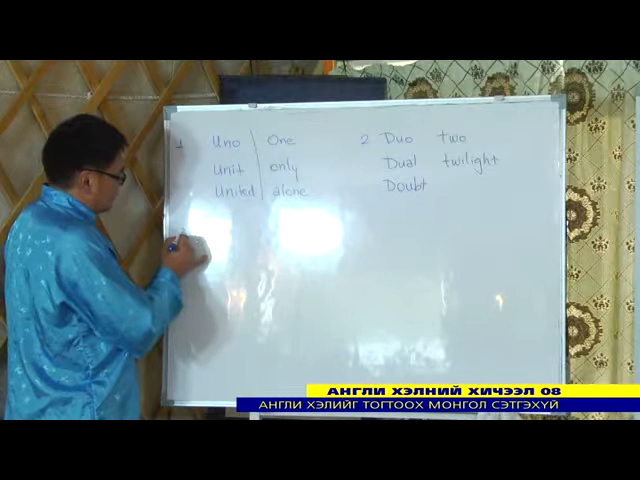 1 Uno One 2 Duo two
Unit only Dual twilight
United alone Doubt
АНГЛИ ХЭЛНИЙ ХИЧЭЭЛ 08
АНГЛИ ХЭЛИЙГ ТОГТООХ МОНГОЛ СЭТГЭХҮЙ